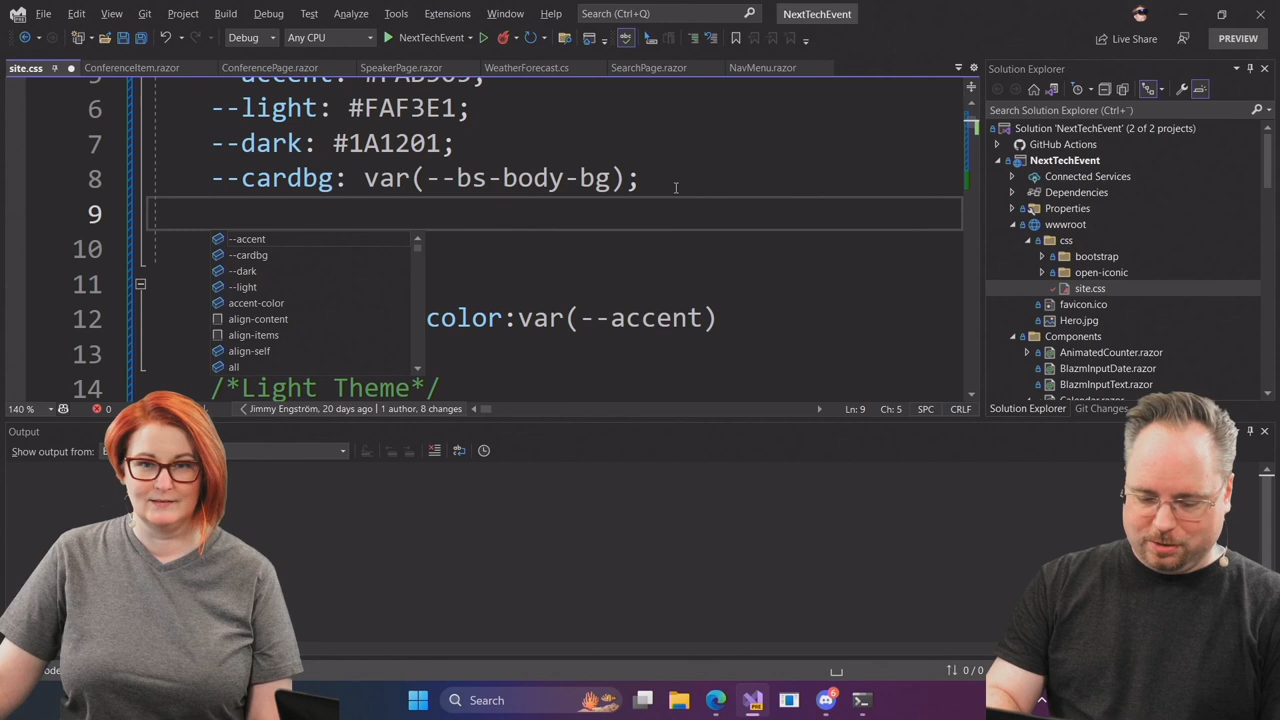 File Edit View Git Project Build Debug Test Analyze Tools Extensions Window Help Search (Ctrl+Q) NextTechEvent
Debug Any CPU NextTechEvent Live Share PREVIEW
site.css ConferenceItem.razor ConferencePage.razor SpeakerPage.razor WeatherForecast.cs SearchPage.razor NavMenu.razor
6 --light: #FAF3E1;
7 --dark: #1A1201;
8 --cardbg: var(--bs-body-bg);
9
10
11
12 color:var(--accent)
13
14 /*Light Theme*/
--accent
--cardbg
--dark
--light
accent-color
align-content
align-items
align-self
all
140 % 0 Jimmy Engström, 20 days ago | 1 author, 8 changes Ln: 9 Ch: 5 SPC CRLF
Output
Show output from:
0/0
Solution Explorer
Search Solution Explorer (Ctrl+¨)
Solution 'NextTechEvent' (2 of 2 projects)
GitHub Actions
NextTechEvent
Connected Services
Dependencies
Properties
wwwroot
css
bootstrap
open-iconic
site.css
favicon.ico
Hero.jpg
Components
AnimatedCounter.razor
BlazmInputDate.razor
BlazmInputText.razor
Calendar.razor
Solution Explorer Git Changes
Search
6